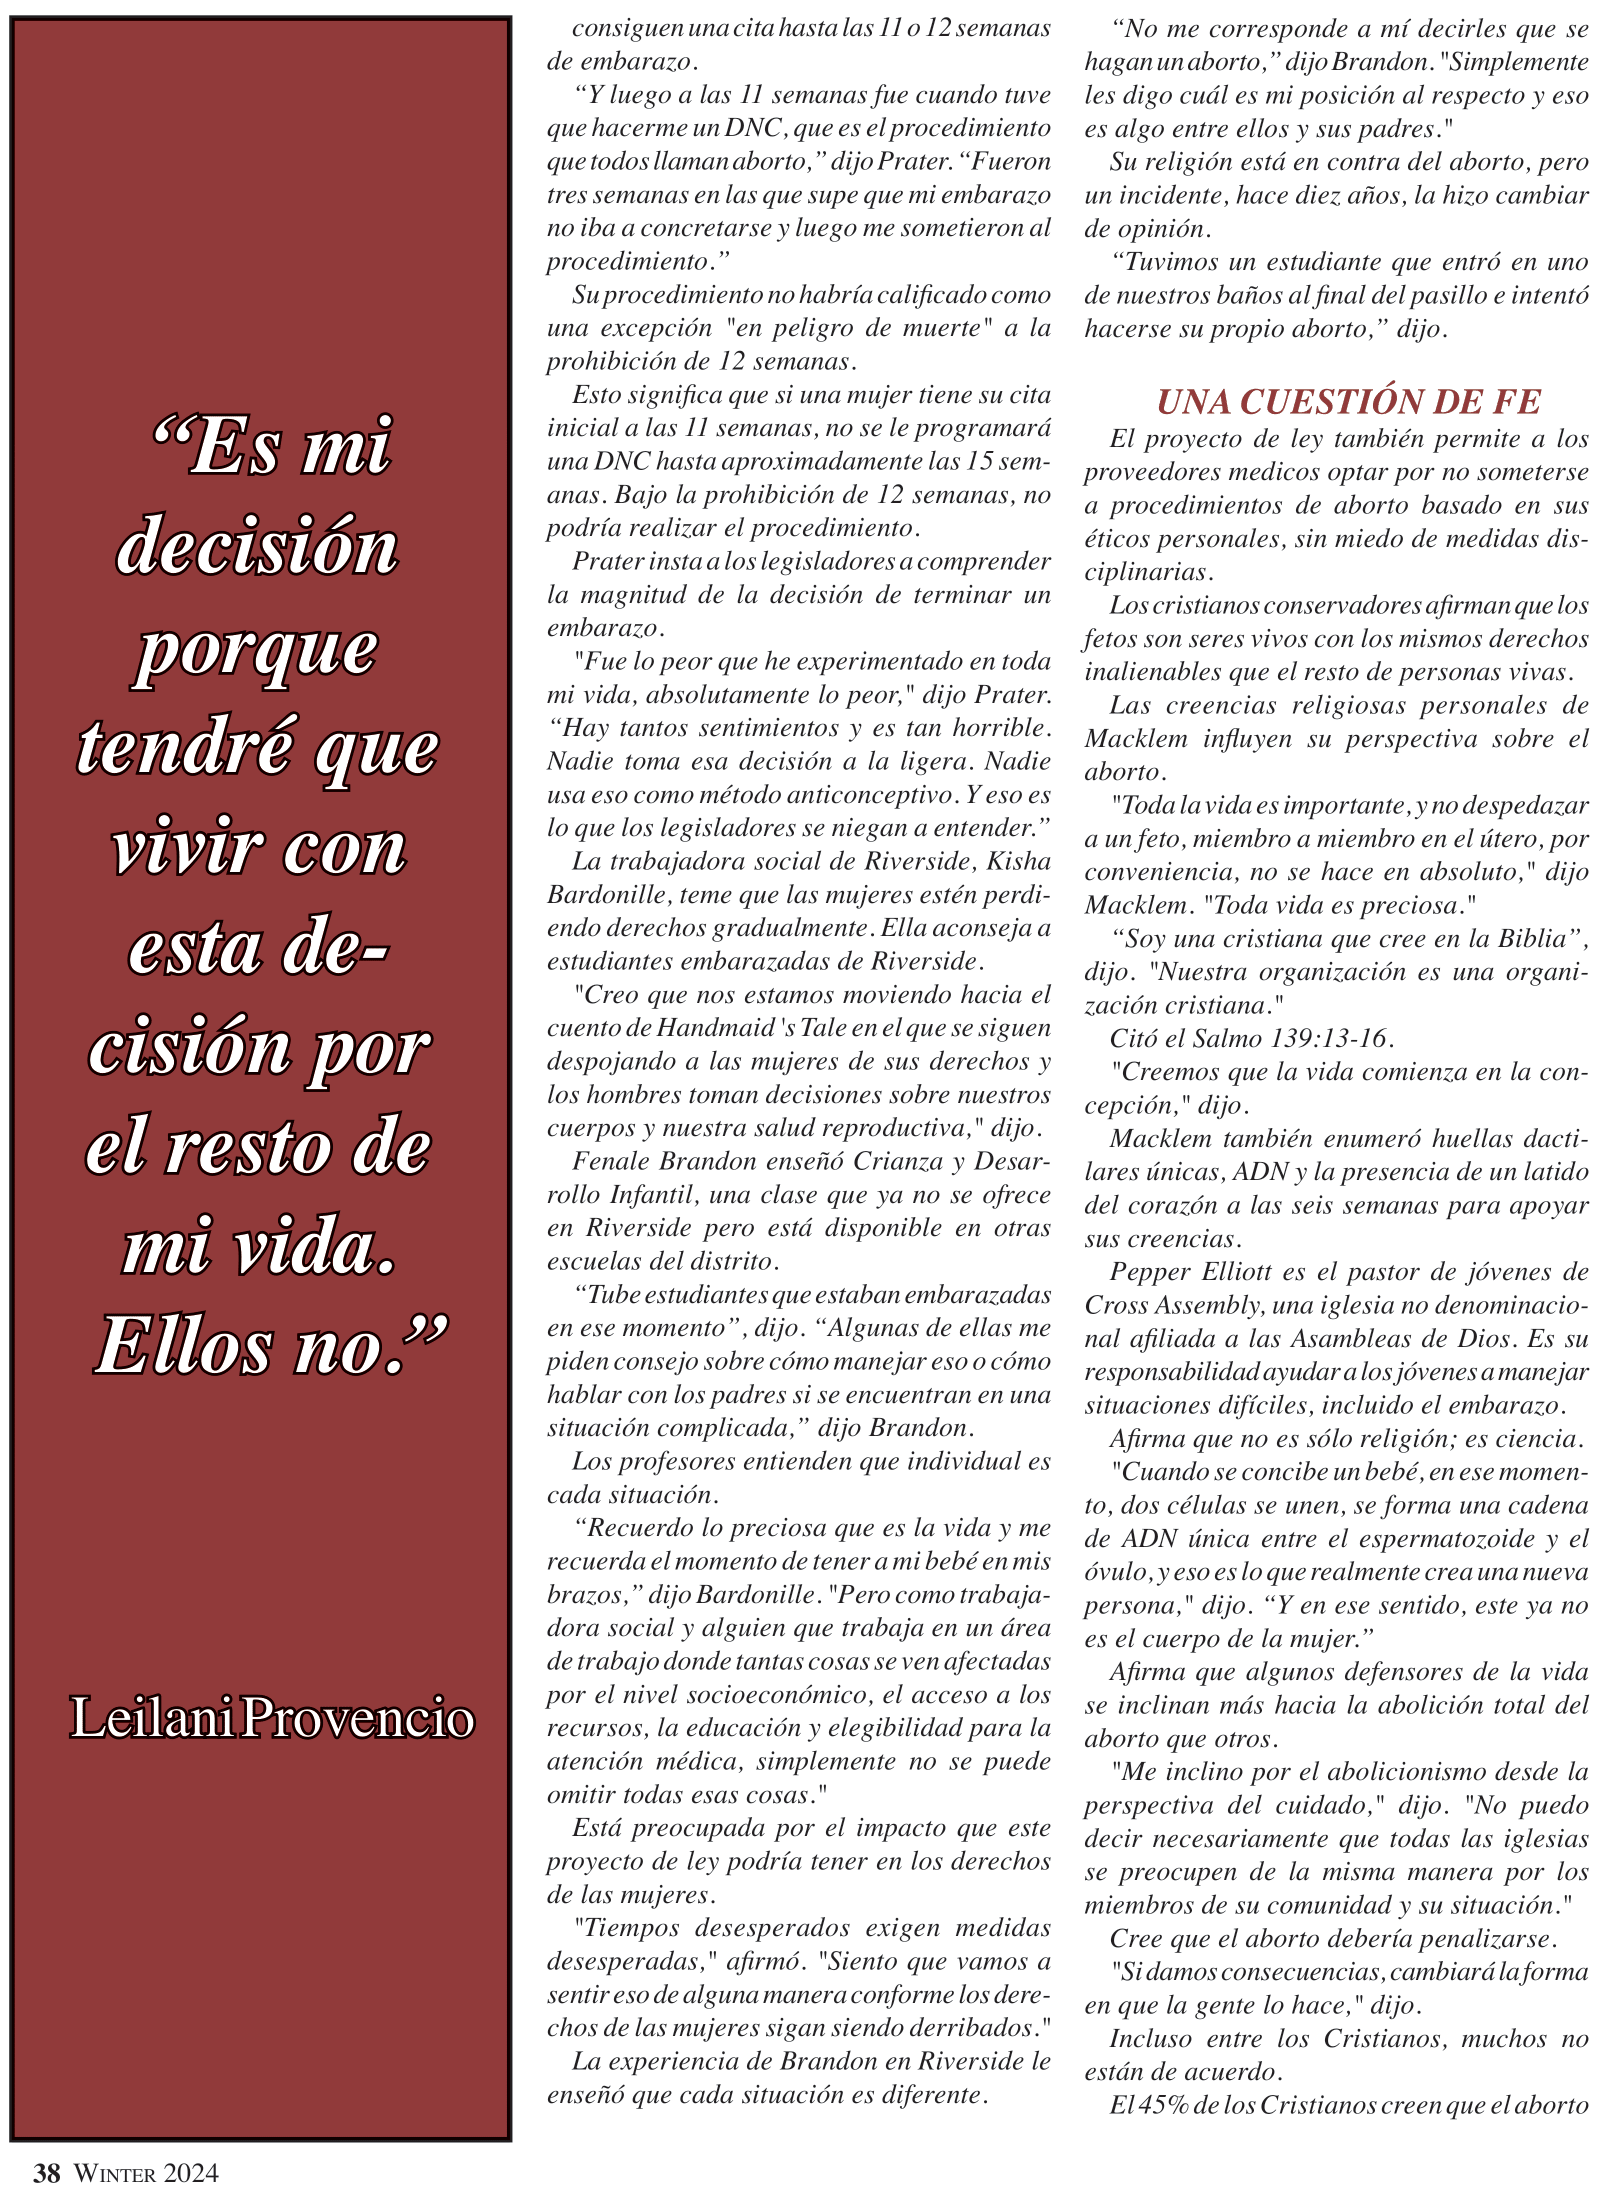 “Es mi
decisión
porque
tendré que
vivir con
esta de-
cisión por
el resto de
mi vida.
Ellos no.”
Leilani Provencio
consiguen una cita hasta las 11 o 12 semanas
de embarazo.
“Y luego a las 11 semanas fue cuando tuve
que hacerme un DNC, que es el procedimiento
que todos llaman aborto,” dijo Prater. “Fueron
tres semanas en las que supe que mi embarazo
no iba a concretarse y luego me sometieron al
procedimiento.”
Su procedimiento no habría calificado como
una excepción "en peligro de muerte" a la
prohibición de 12 semanas.
Esto significa que si una mujer tiene su cita
inicial a las 11 semanas, no se le programará
una DNC hasta aproximadamente las 15 sem-
anas. Bajo la prohibición de 12 semanas, no
podría realizar el procedimiento.
Prater insta a los legisladores a comprender
la magnitud de la decisión de terminar un
embarazo.
"Fue lo peor que he experimentado en toda
mi vida, absolutamente lo peor," dijo Prater.
“Hay tantos sentimientos y es tan horrible.
Nadie toma esa decisión a la ligera. Nadie
usa eso como método anticonceptivo. Y eso es
lo que los legisladores se niegan a entender.”
La trabajadora social de Riverside, Kisha
Bardonille, teme que las mujeres estén perdi-
endo derechos gradualmente. Ella aconseja a
estudiantes embarazadas de Riverside.
"Creo que nos estamos moviendo hacia el
cuento de Handmaid 's Tale en el que se siguen
despojando a las mujeres de sus derechos y
los hombres toman decisiones sobre nuestros
cuerpos y nuestra salud reproductiva," dijo.
Fenale Brandon enseñó Crianza y Desar-
rollo Infantil, una clase que ya no se ofrece
en Riverside pero está disponible en otras
escuelas del distrito.
“Tube estudiantes que estaban embarazadas
en ese momento”, dijo. “Algunas de ellas me
piden consejo sobre cómo manejar eso o cómo
hablar con los padres si se encuentran en una
situación complicada,” dijo Brandon.
Los profesores entienden que individual es
cada situación.
“Recuerdo lo preciosa que es la vida y me
recuerda el momento de tener a mi bebé en mis
brazos,” dijo Bardonille. "Pero como trabaja-
dora social y alguien que trabaja en un área
de trabajo donde tantas cosas se ven afectadas
por el nivel socioeconómico, el acceso a los
recursos, la educación y elegibilidad para la
atención médica, simplemente no se puede
omitir todas esas cosas."
Está preocupada por el impacto que este
proyecto de ley podría tener en los derechos
de las mujeres.
"Tiempos desesperados exigen medidas
desesperadas," afirmó. "Siento que vamos a
sentir eso de alguna manera conforme los dere-
chos de las mujeres sigan siendo derribados."
La experiencia de Brandon en Riverside le
enseñó que cada situación es diferente.
“No me corresponde a mí decirles que se
hagan un aborto,” dijo Brandon. "Simplemente
les digo cuál es mi posición al respecto y eso
es algo entre ellos y sus padres."
Su religión está en contra del aborto, pero
un incidente, hace diez años, la hizo cambiar
de opinión.
“Tuvimos un estudiante que entró en uno
de nuestros baños al final del pasillo e intentó
hacerse su propio aborto,” dijo.
UNA CUESTIÓN DE FE
El proyecto de ley también permite a los
proveedores medicos optar por no someterse
a procedimientos de aborto basado en sus
éticos personales, sin miedo de medidas dis-
ciplinarias.
Los cristianos conservadores afirman que los
fetos son seres vivos con los mismos derechos
inalienables que el resto de personas vivas.
Las creencias religiosas personales de
Macklem influyen su perspectiva sobre el
aborto.
"Toda la vida es importante, y no despedazar
a un feto, miembro a miembro en el útero, por
conveniencia, no se hace en absoluto," dijo
Macklem. "Toda vida es preciosa."
“Soy una cristiana que cree en la Biblia”,
dijo. "Nuestra organización es una organi-
zación cristiana."
Citó el Salmo 139:13-16.
"Creemos que la vida comienza en la con-
cepción," dijo.
Macklem también enumeró huellas dacti-
lares únicas, ADN y la presencia de un latido
del corazón a las seis semanas para apoyar
sus creencias.
Pepper Elliott es el pastor de jóvenes de
Cross Assembly, una iglesia no denominacio-
nal afiliada a las Asambleas de Dios. Es su
responsabilidad ayudar a los jóvenes a manejar
situaciones difíciles, incluido el embarazo.
Afirma que no es sólo religión; es ciencia.
"Cuando se concibe un bebé, en ese momen-
to, dos células se unen, se forma una cadena
de ADN única entre el espermatozoide y el
óvulo, y eso es lo que realmente crea una nueva
persona," dijo. “Y en ese sentido, este ya no
es el cuerpo de la mujer.”
Afirma que algunos defensores de la vida
se inclinan más hacia la abolición total del
aborto que otros.
"Me inclino por el abolicionismo desde la
perspectiva del cuidado," dijo. "No puedo
decir necesariamente que todas las iglesias
se preocupen de la misma manera por los
miembros de su comunidad y su situación."
Cree que el aborto debería penalizarse.
"Si damos consecuencias, cambiará la forma
en que la gente lo hace," dijo.
Incluso entre los Cristianos, muchos no
están de acuerdo.
El 45% de los Cristianos creen que el aborto
38 Winter 2024